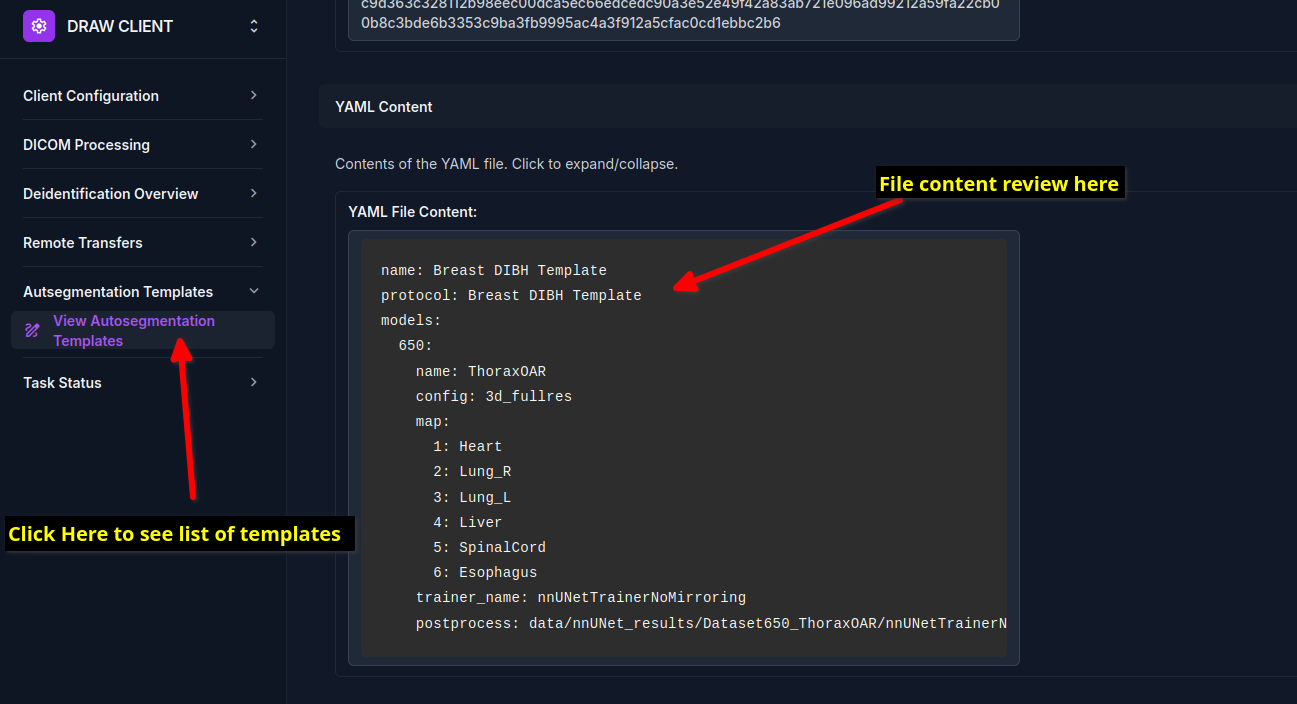 DRAW CLIENT
Client Configuration
DICOM Processing
Deidentification Overview
Remote Transfers
Autsegmentation Templates
View Autosegmentation
Templates
Task Status
Click Here to see list of templates
c9d363c328112b98eec00dca5ec66edcedc90a3e52e49f42a83ab721e096ad99212a59fa22cb0
0b8c3bde6b3353c9ba3fb9995ac4a3f912a5cfac0cd1ebbc2b6
YAML Content
Contents of the YAML file. Click to expand/collapse.
File content review here
YAML File Content:
name: Breast DIBH Template
protocol: Breast DIBH Template
models:
650:
name: ThoraxOAR
config: 3d_fullres
map:
1: Heart
2: Lung_R
3: Lung_L
4: Liver
5: SpinalCord
6: Esophagus
trainer_name: nnUNetTrainerNoMirroring
postprocess: data/nnUNet_results/Dataset650_ThoraxOAR/nnUNetTrainerN